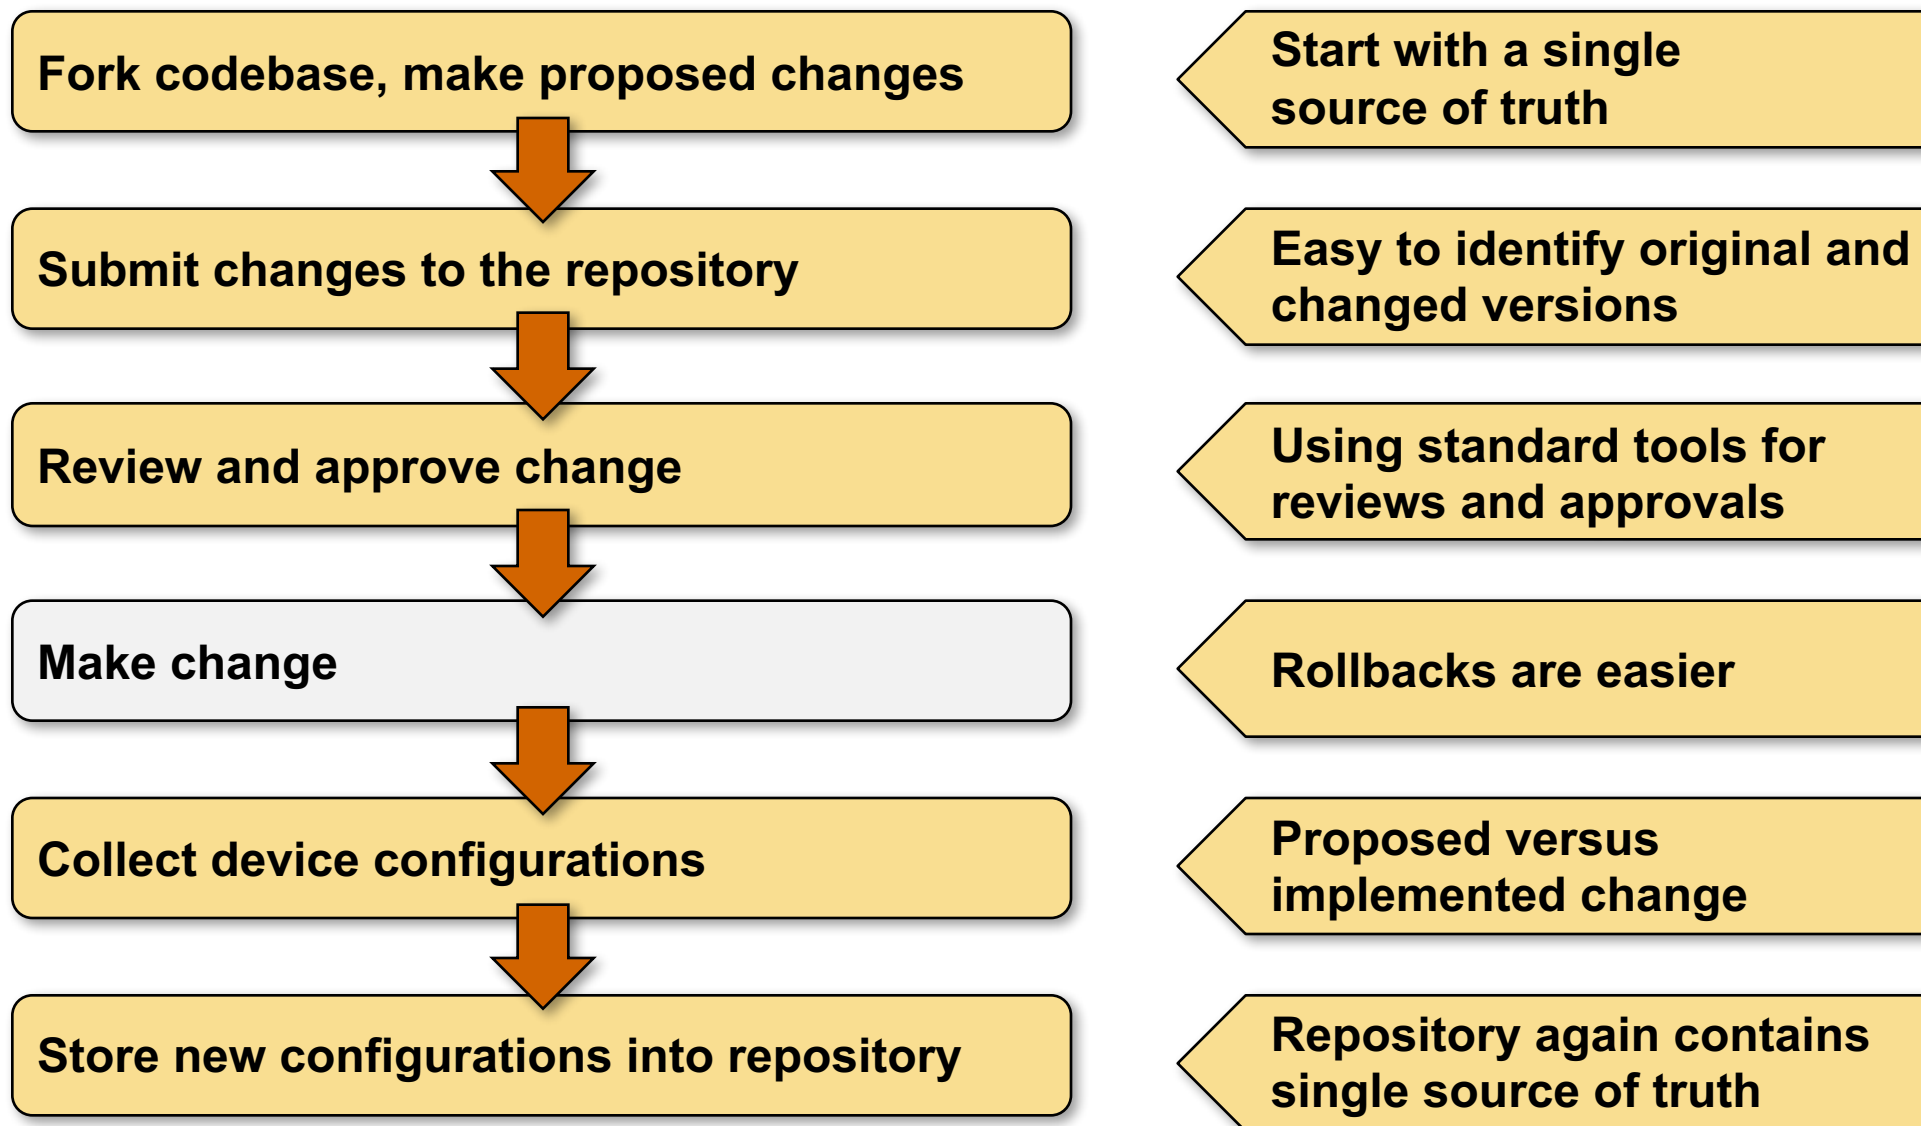 Fork codebase, make proposed changes
Start with a single
source of truth
Submit changes to the repository
Easy to identify original and
changed versions
Review and approve change
Using standard tools for
reviews and approvals
Make change
Rollbacks are easier
Collect device configurations
Proposed versus
implemented change
Store new configurations into repository
Repository again contains
single source of truth